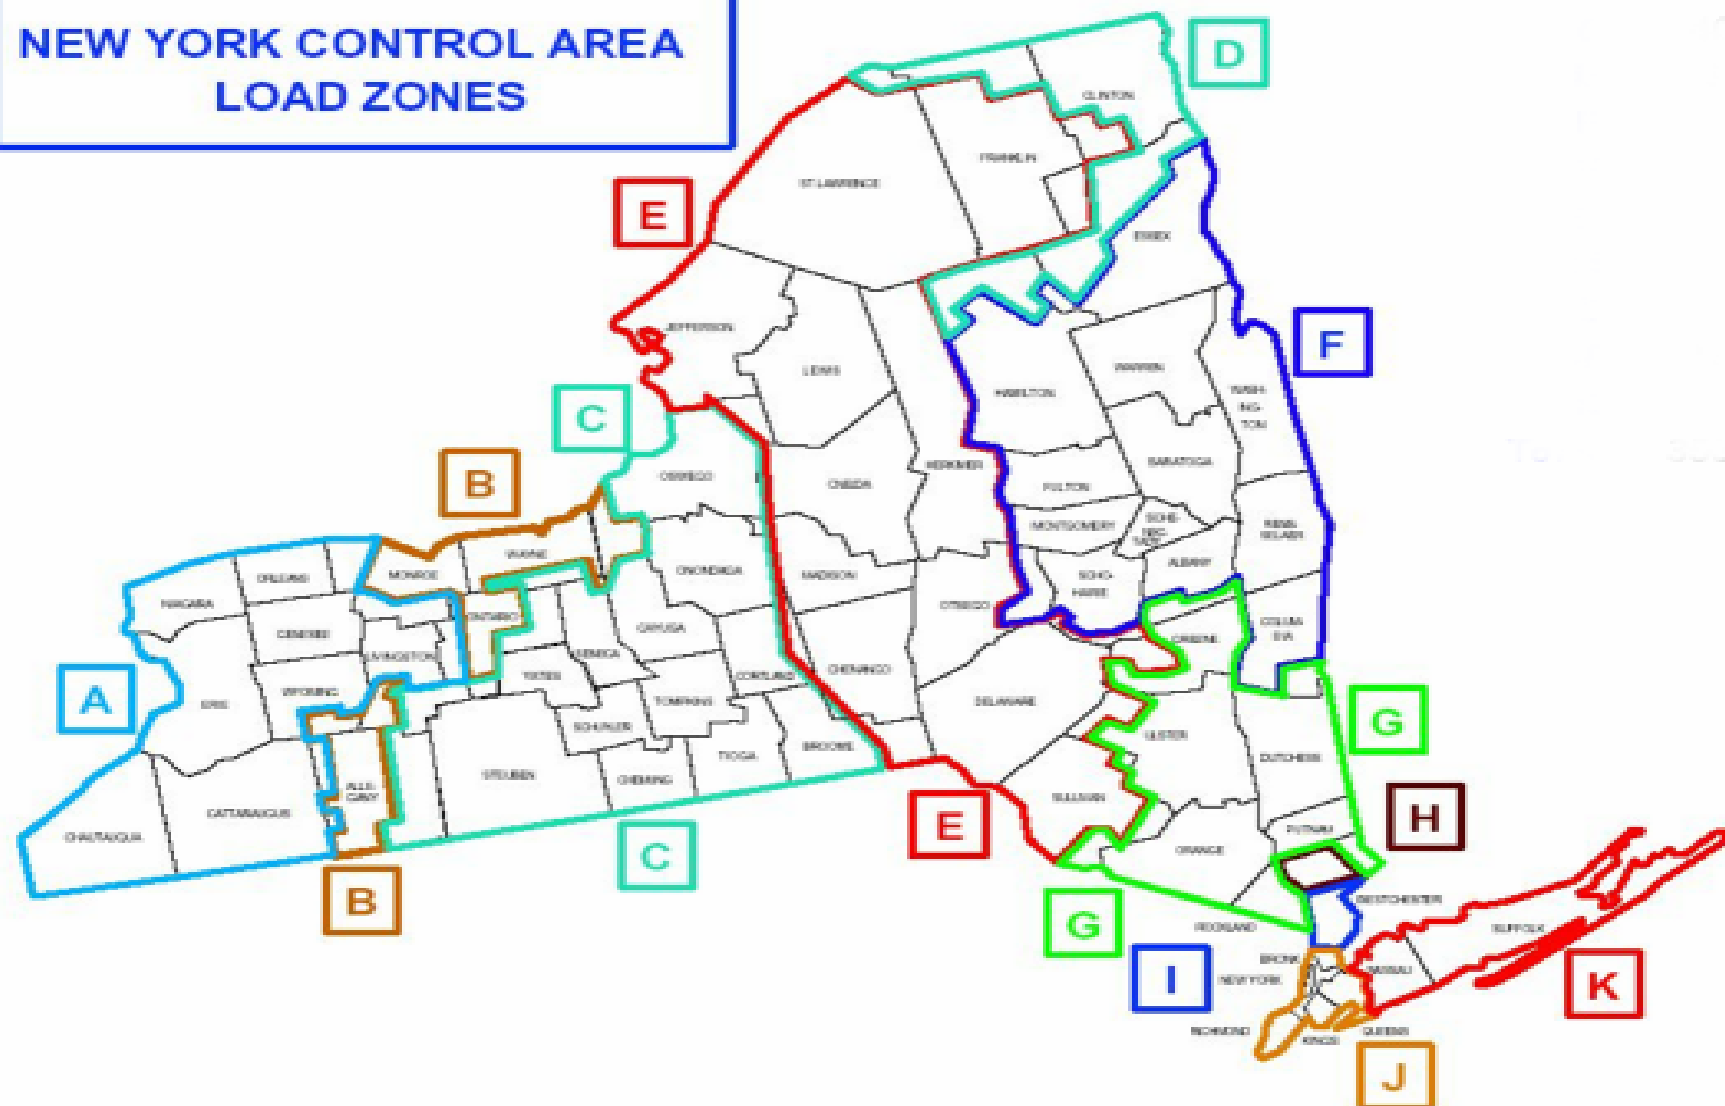 NEW YORK CONTROL AREA
LOAD ZONES
D
CLINTON
FRANKLIN
ST.LAWRENCE
E
ESSEX
JEFFERSON
F
LEWIS
WARREN
HAMILTON
WASH-
ING-
TON
C
B
HERKIMER
SARATOGA
OSWEGO
ONEIDA
FULTON
MONTGOMERY
SCHE-
NEC-
TADY
RENS-
SELAER
WAYNE
ALBANY
MONROE
ORLEANS
ONONDAGA
MADISON
SCHO-
HARIE
NIAGARA
OTSEGO
ONTARIO
GENESEE
CAYUGA
GREENE
COLUM
BIA
LIVINGSTON
SENECA
YATES
CHENANGO
CORTLAND
WYOMING
ERIE
A
TOMPKINS
DELAWARE
SCHUYLER
G
ULSTER
BROOME
TIOGA
DUTCHESS
STEUBEN
CHEMUNG
ALLE-
GANY
SULLIVAN
CATTARAUGUS
H
E
PUTNAM
CHAUTAUQUA
C
ORANGE
B
WESTCHESTER
G
ROCKLAND
SUFFOLK
BRONX
NASSAU
I
NEW YORK
K
RICHMOND
QUEENS
KINGS
J